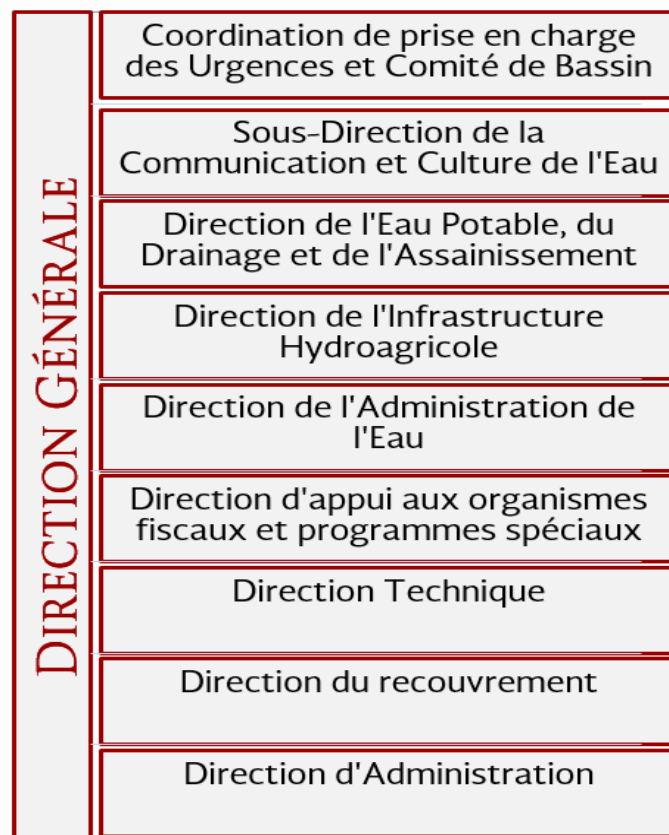 DIRECTION GÉNÉRALE
Coordination de prise en charge
des Urgences et Comité de Bassin
Sous-Direction de la
Communication et Culture de l'Eau
Direction de l'Eau Potable, du
Drainage et de l'Assainissement
Direction de l'Infrastructure
Hydroagricole
Direction de l'Administration de
l'Eau
Direction d'appui aux organismes
fiscaux et programmes spéciaux
Direction Technique
Direction du recouvrement
Direction d'Administration